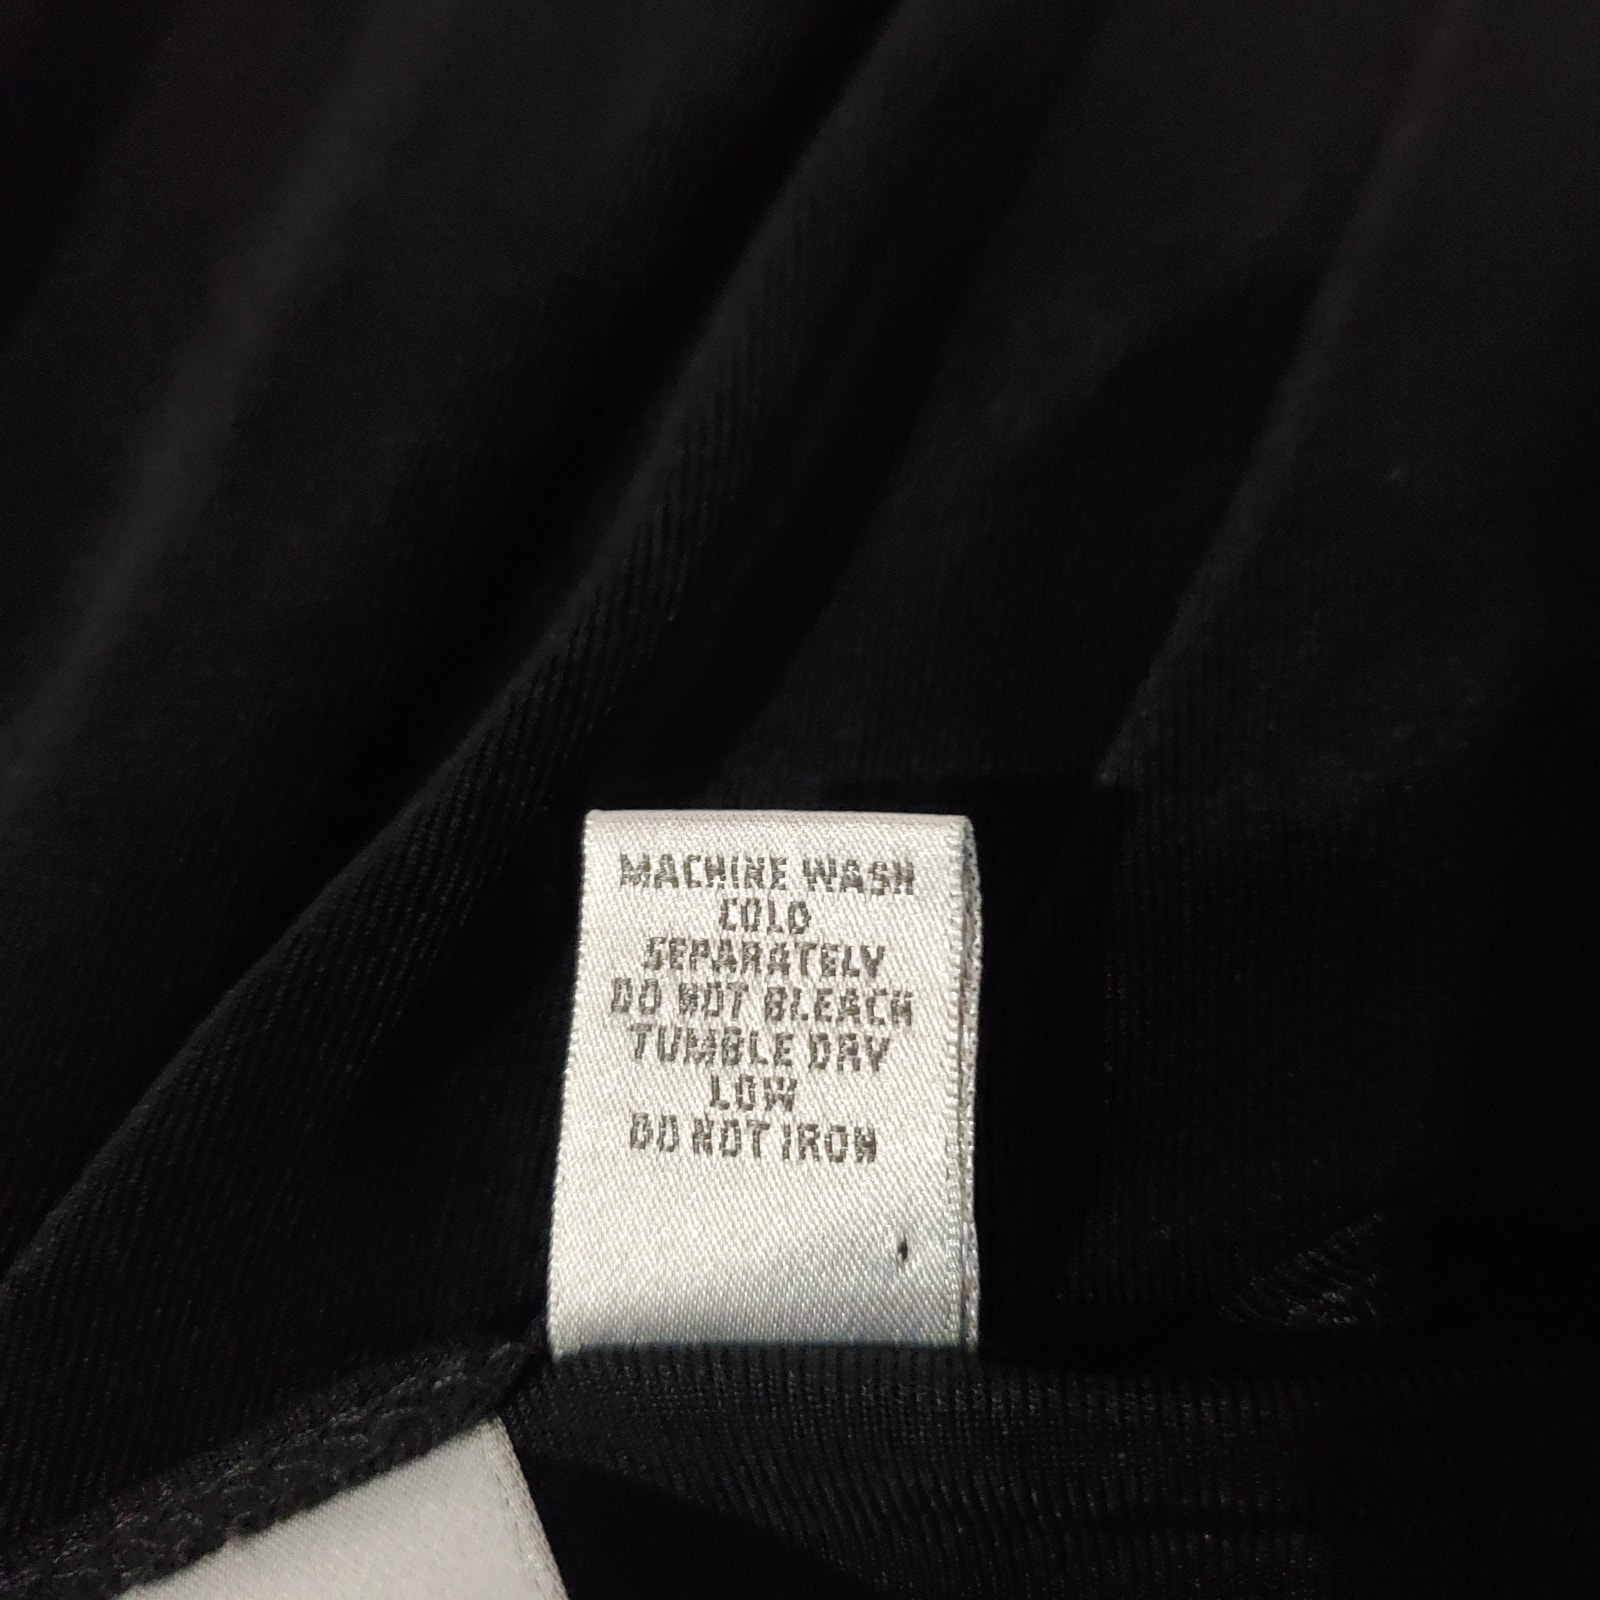 MACHINE WASH
COLD
SEPARATELY
DO NOT BLEACH
TUMBLE DRY
LOW
DO NOT IRON